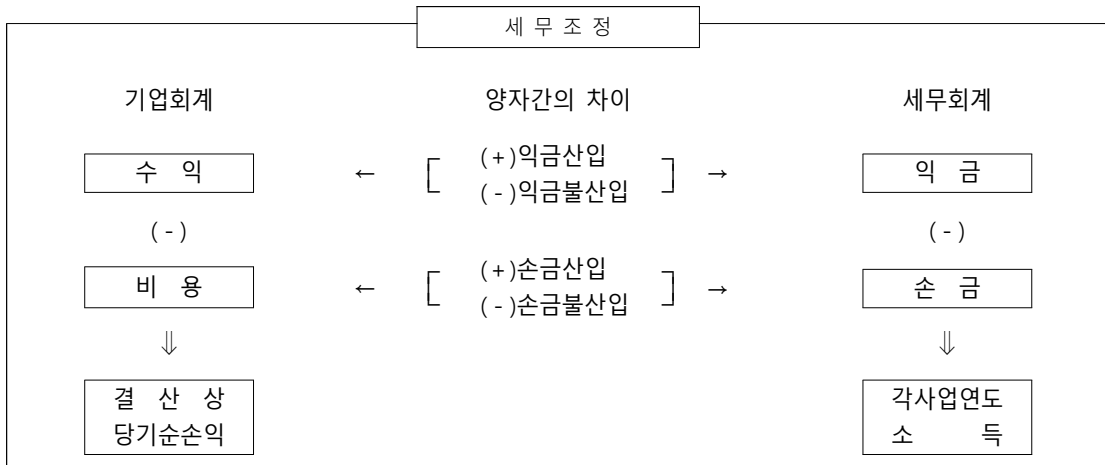 세 무 조 정
기업회계 양자간의 차이 세무회계
수 익 ← [ (+)익금산입 ] → 익 금
(-)익금불산입
(-) (-)
비 용 ← [ (+)손금산입 ] → 손 금
(-)손금불산입
⇓ ⇓
결 산 상 각사업연도
당기순손익 소 득